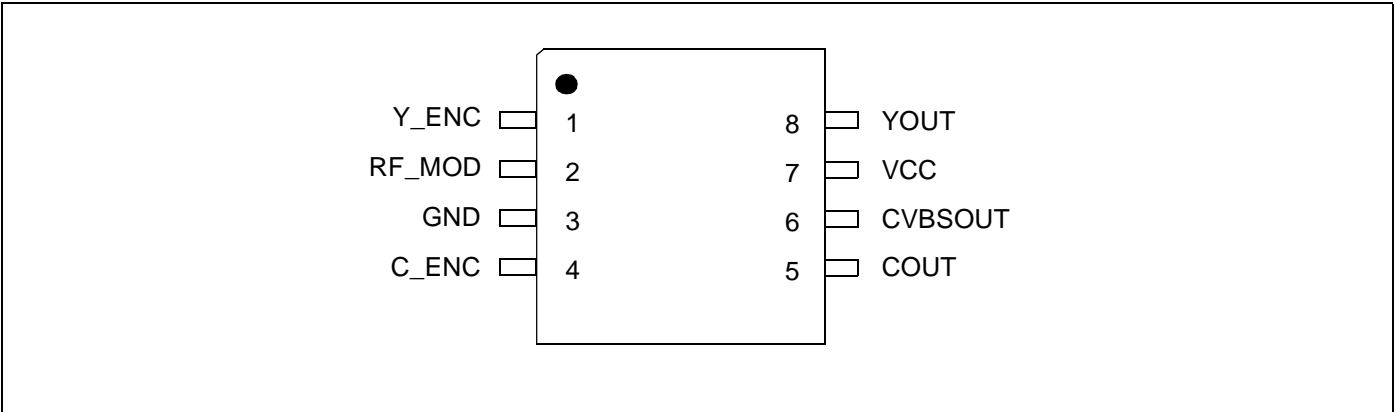 Y_ENC 1 8 YOUT
RF_MOD 2 7 VCC
GND 3 6 CVBSOUT
C_ENC 4 5 COUT